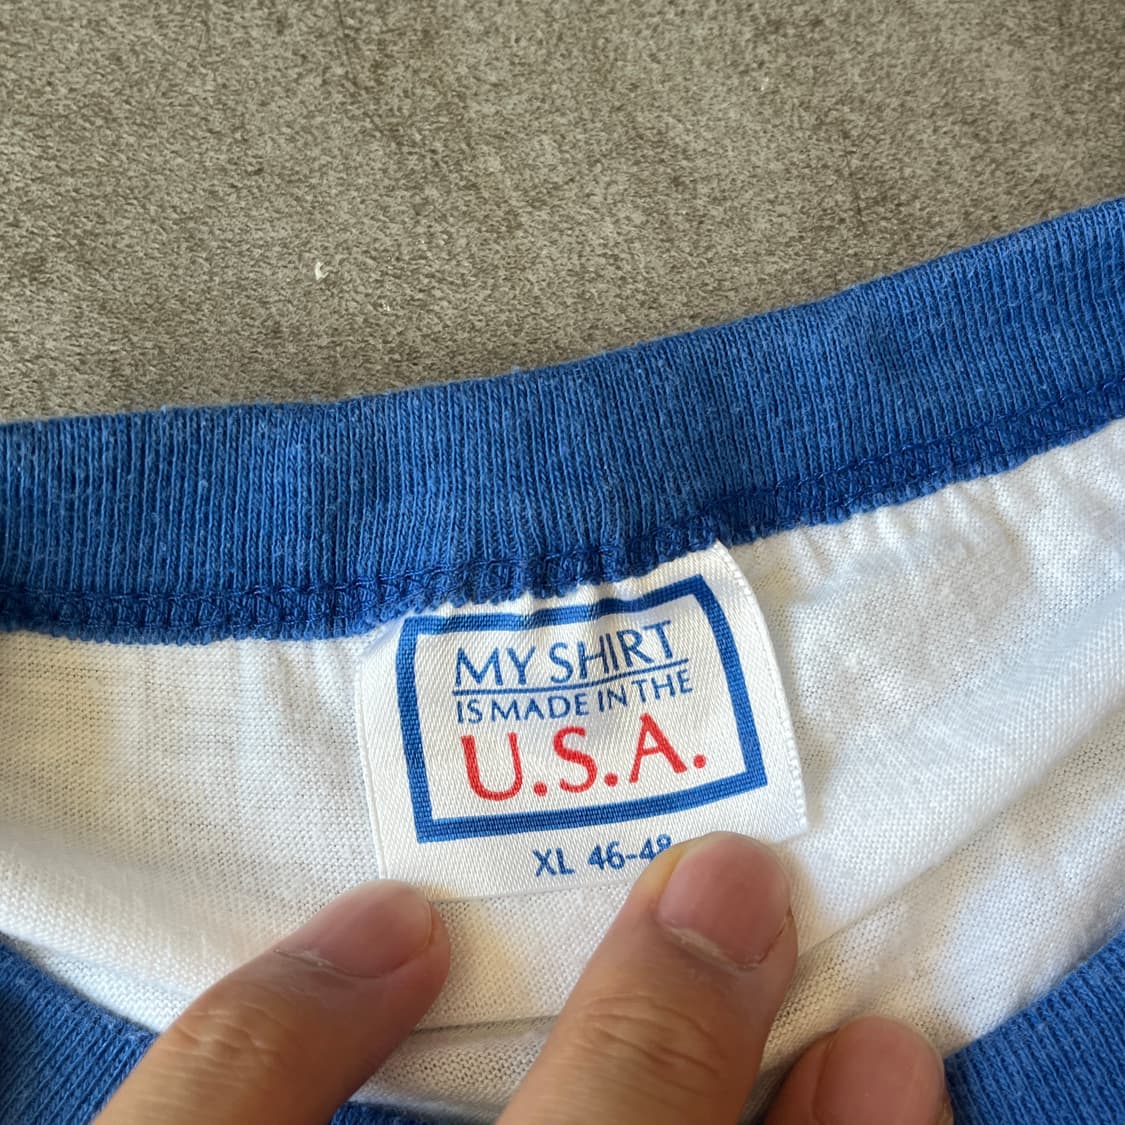 MY SHIRT
IS MADE IN THE
U.S.A.
XL 46-48